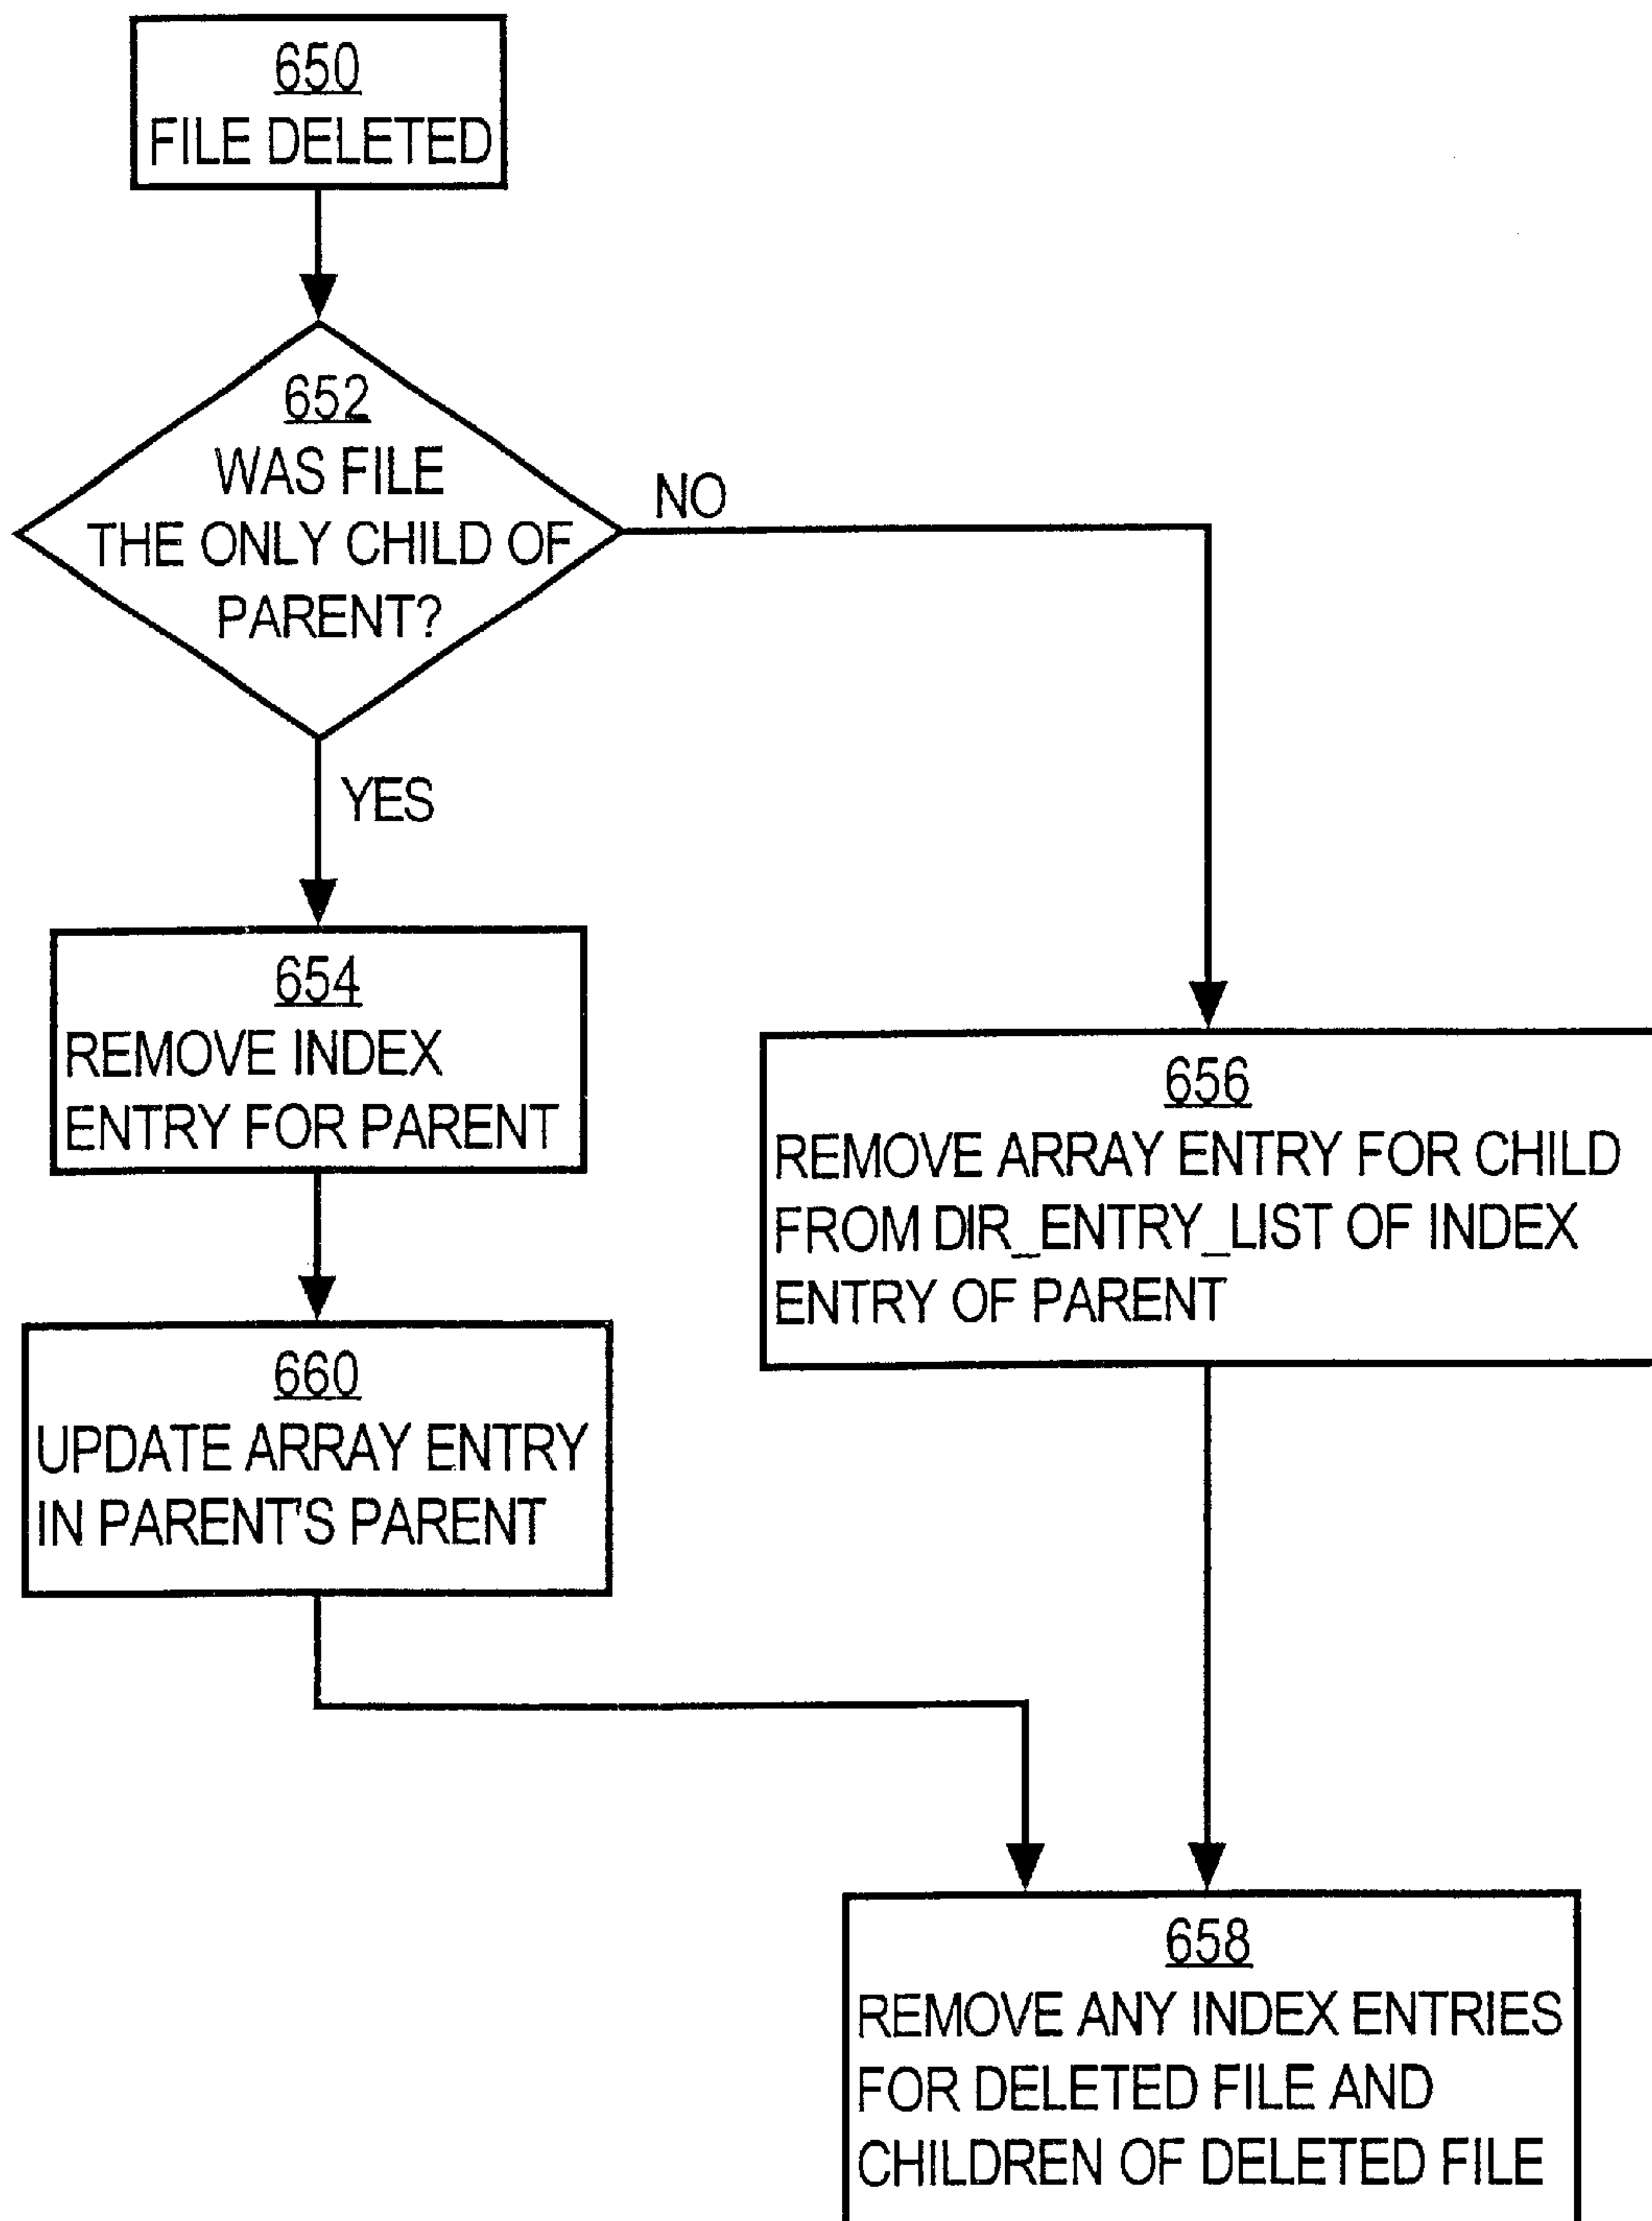 650
FILE DELETED
652
WAS FILE
THE ONLY CHILD OF
PARENT?
NO
YES
654
REMOVE INDEX
ENTRY FOR PARENT
656
REMOVE ARRAY ENTRY FOR CHILD
FROM DIR_ENTRY_LIST OF INDEX
ENTRY OF PARENT
660
UPDATE ARRAY ENTRY
IN PARENT'S PARENT
658
REMOVE ANY INDEX ENTRIES
FOR DELETED FILE AND
CHILDREN OF DELETED FILE